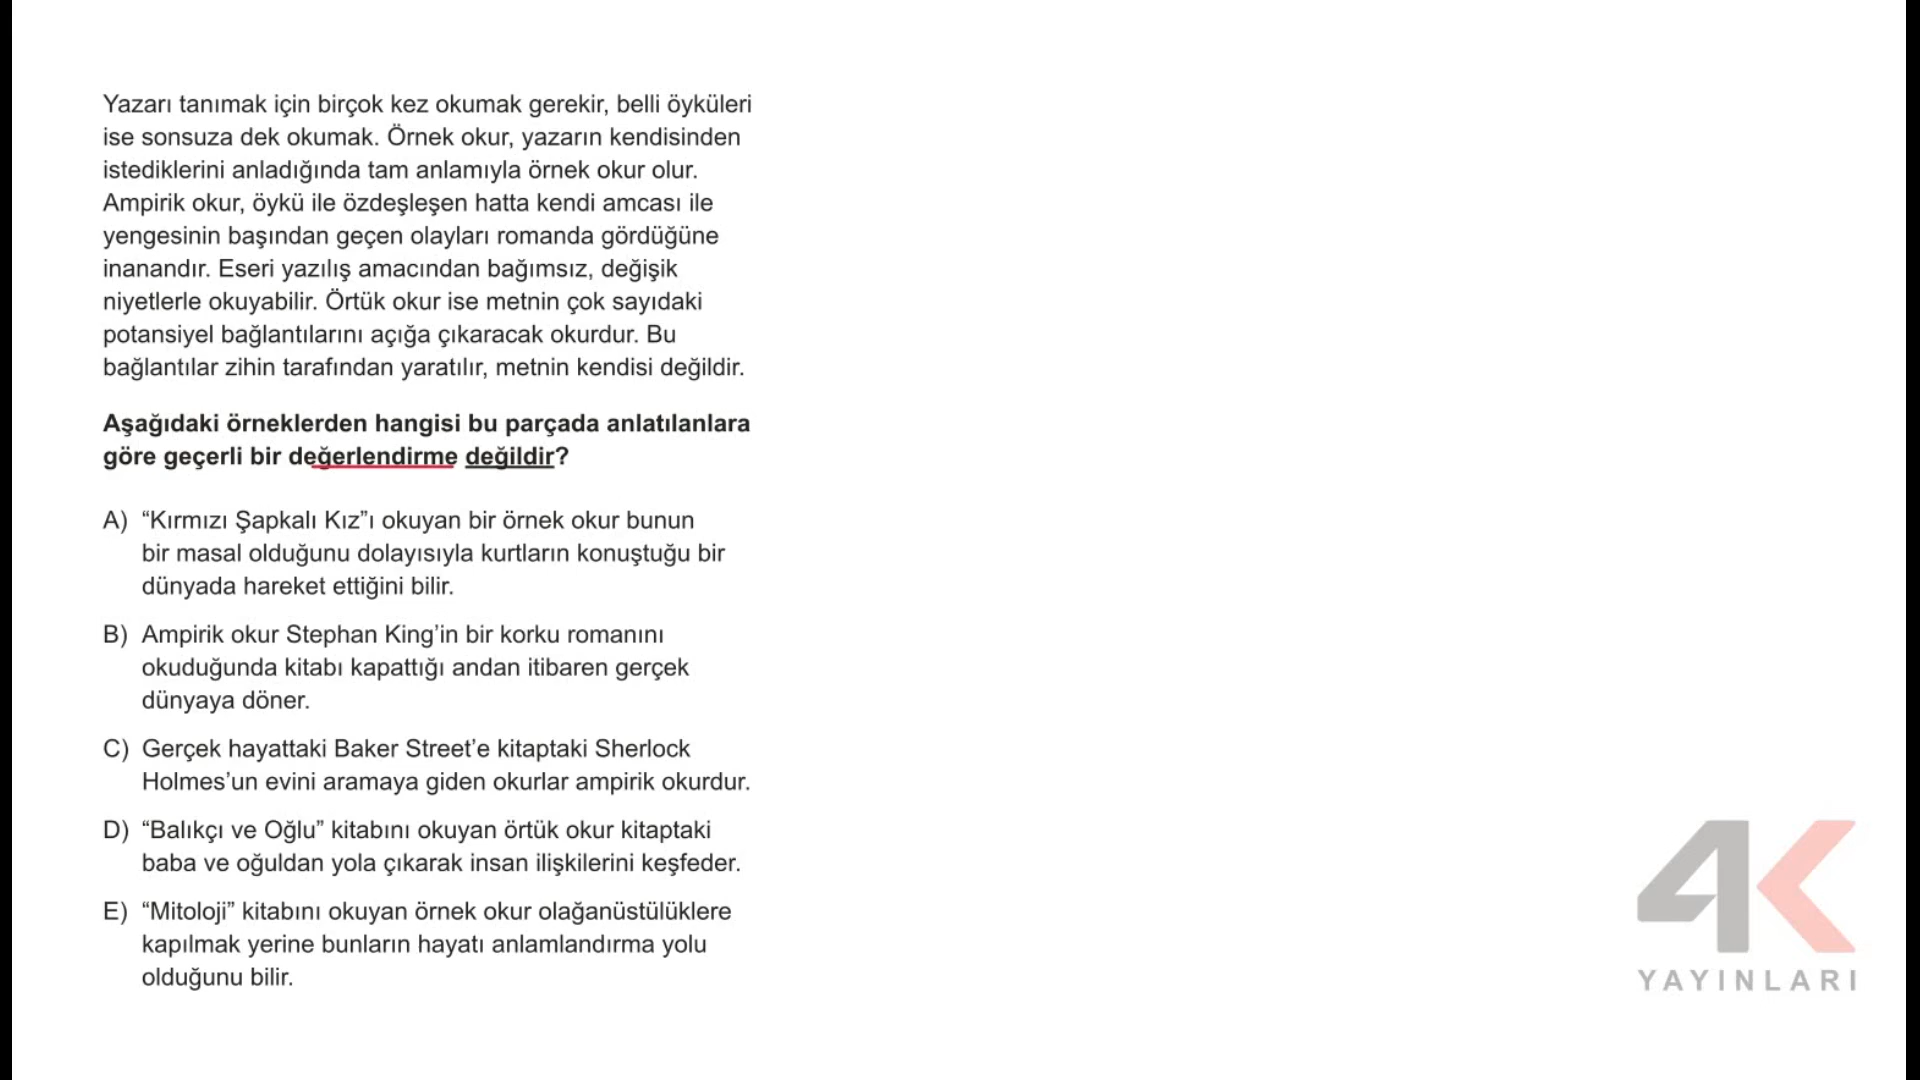 Yazarı tanımak için birçok kez okumak gerekir, belli öyküleri
ise sonsuza dek okumak. Örnek okur, yazarın kendisinden
istediklerini anladığında tam anlamıyla örnek okur olur.
Ampirik okur, öykü ile özdeşleşen hatta kendi amcası ile
yengesinin başından geçen olayları romanda gördüğüne
inanandır. Eseri yazılış amacından bağımsız, değişik
niyetlerle okuyabilir. Örtük okur ise metnin çok sayıdaki
potansiyel bağlantılarını açığa çıkaracak okurdur. Bu
bağlantılar zihin tarafından yaratılır, metnin kendisi değildir.
Aşağıdaki örneklerden hangisi bu parçada anlatılanlara
göre geçerli bir değerlendirme değildir?
A) “Kırmızı Şapkalı Kız”ı okuyan bir örnek okur bunun
bir masal olduğunu dolayısıyla kurtların konuştuğu bir
dünyada hareket ettiğini bilir.
B) Ampirik okur Stephan King’in bir korku romanını
okuduğunda kitabı kapattığı andan itibaren gerçek
dünyaya döner.
C) Gerçek hayattaki Baker Street’e kitaptaki Sherlock
Holmes’un evini aramaya giden okurlar ampirik okurdur.
D) “Balıkçı ve Oğlu” kitabını okuyan örtük okur kitaptaki
baba ve oğuldan yola çıkarak insan ilişkilerini keşfeder.
E) “Mitoloji” kitabını okuyan örnek okur olağanüstülüklere
kapılmak yerine bunların hayatı anlamlandırma yolu
olduğunu bilir.
4K
YAYINLARI